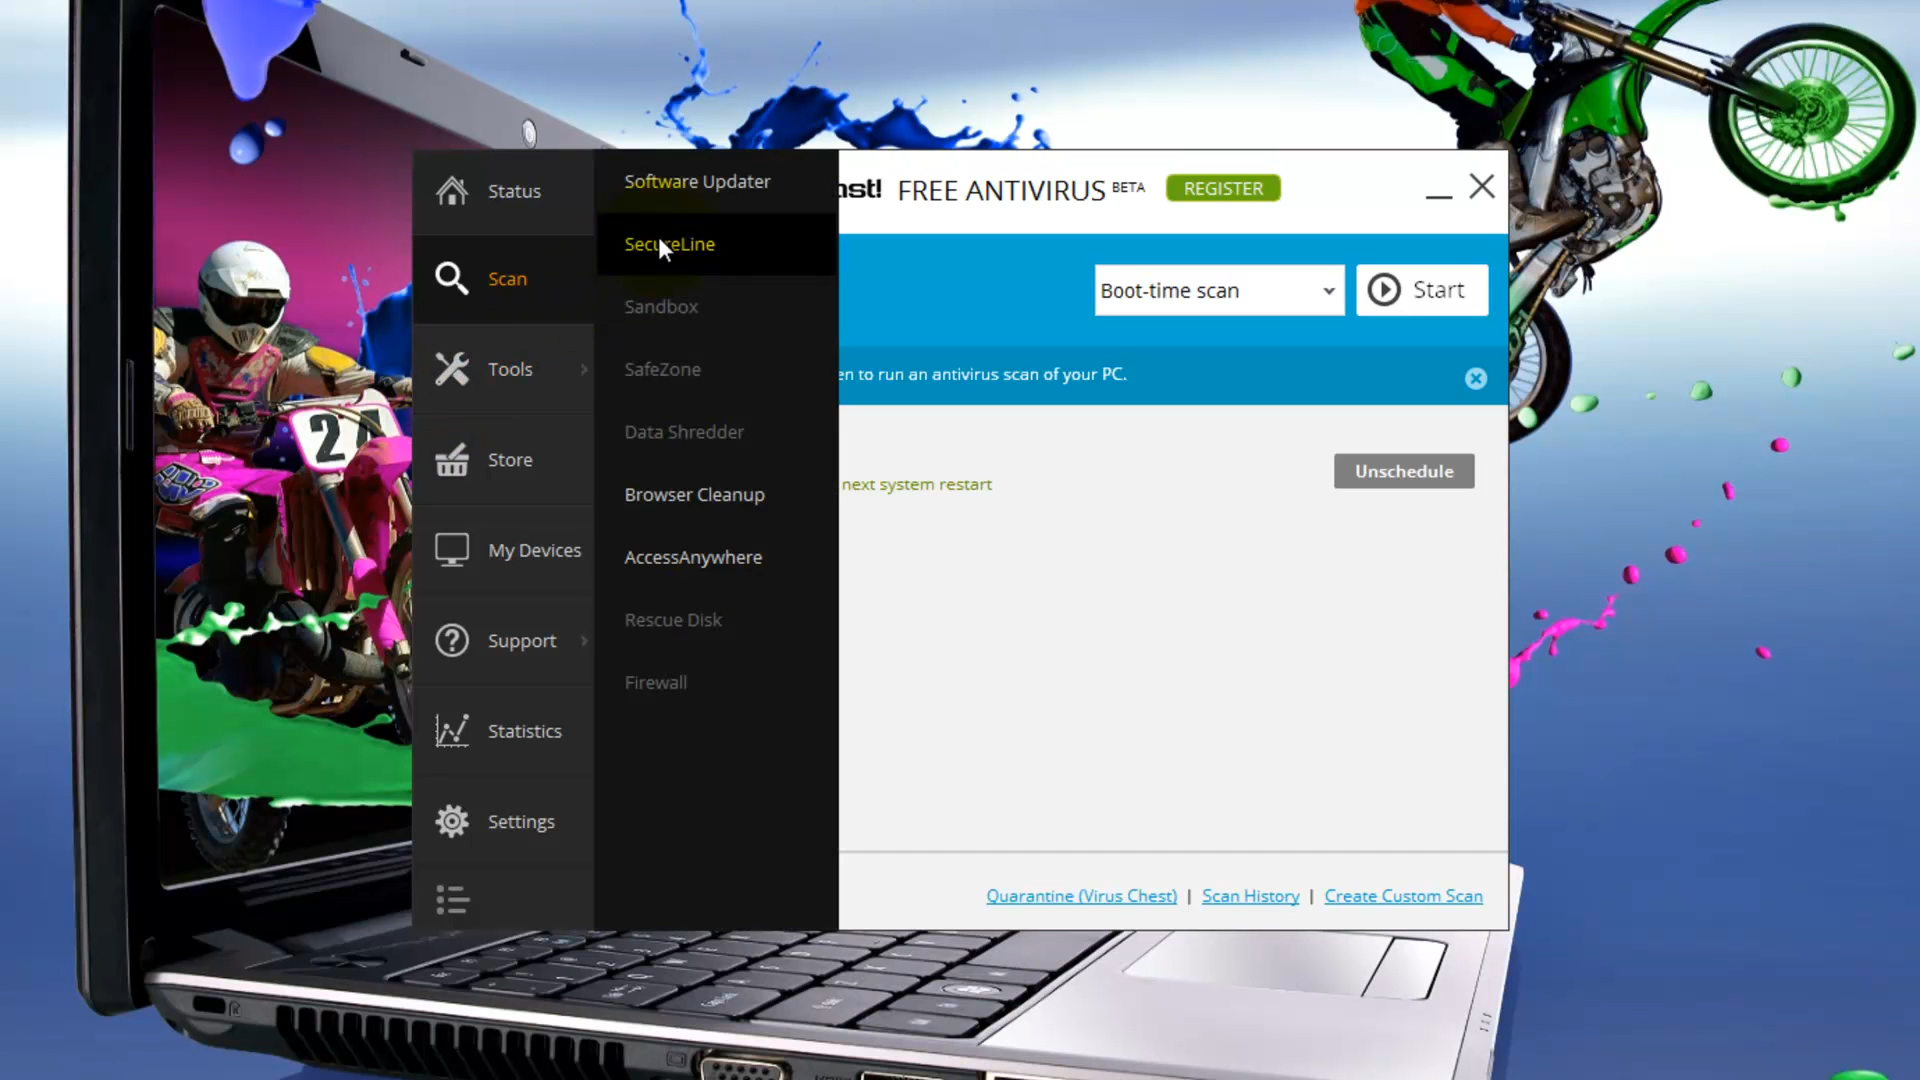 Status
Scan
Tools
Store
My Devices
Support
Statistics
Settings
Software Updater
SecureLine
Sandbox
SafeZone
Data Shredder
Browser Cleanup
AccessAnywhere
Rescue Disk
Firewall
ast! FREE ANTIVIRUS BETA REGISTER
Boot-time scan Start
en to run an antivirus scan of your PC.
next system restart Unschedule
Quarantine (Virus Chest) | Scan History | Create Custom Scan